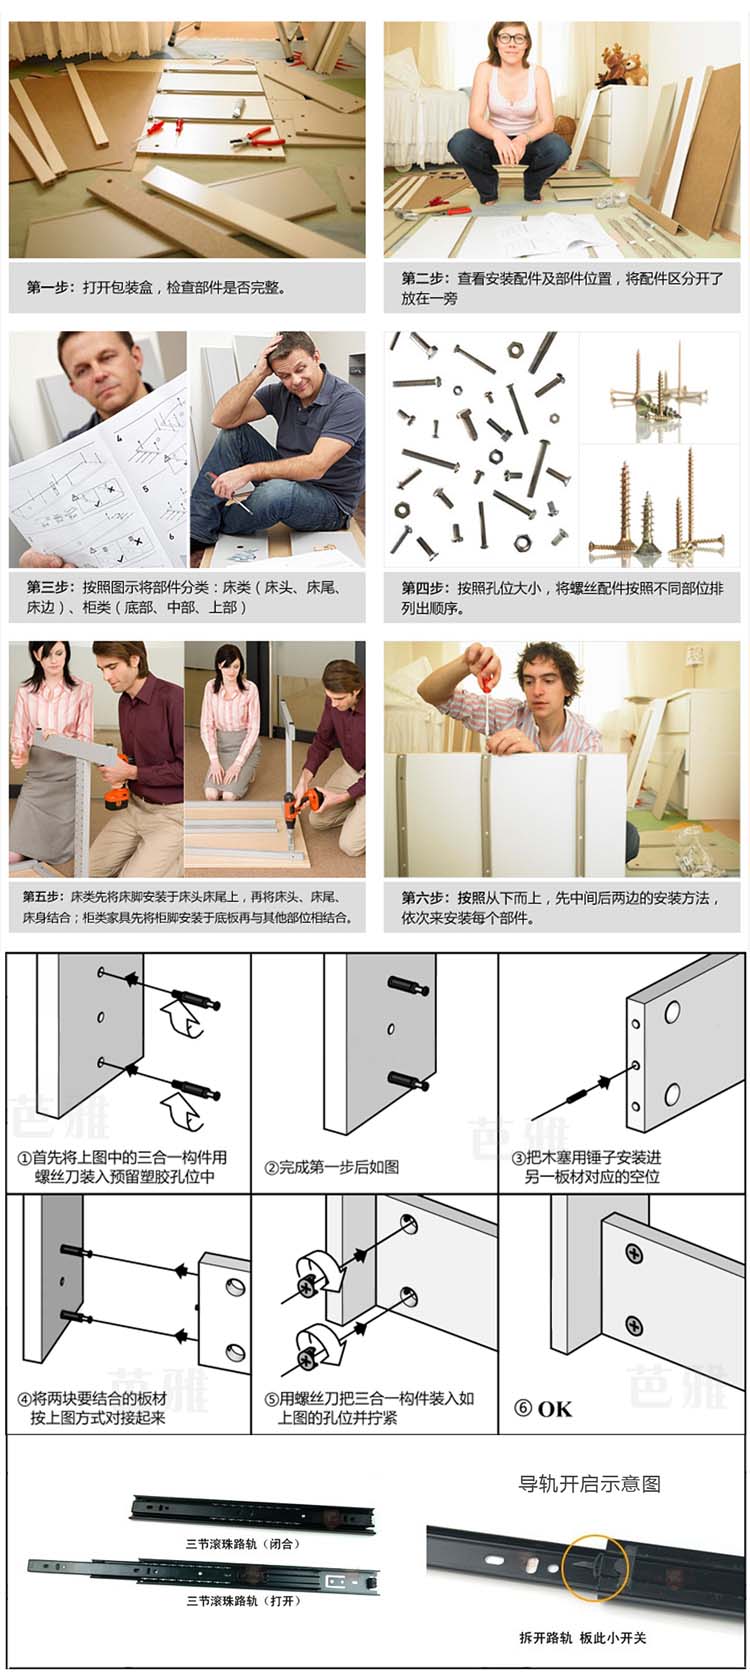 第一步：打开包装盒，检查部件是否完整。
第二步：查看安装配件及部件位置，将配件区分开了
放在一旁
4
5
6
第三步：按照图示将部件分类：床类（床头、床尾、
床边）、柜类（底部、中部、上部）
第四步：按照孔位大小，将螺丝配件按照不同部位排
列出顺序。
第五步：床类先将床脚安装于床头床尾上，再将床头、床尾、
床身结合；柜类家具先将柜脚安装于底板再与其他部位相结合。
第六步：按照从下而上，先中间后两边的安装方法，
依次来安装每个部件。
芭雅
①首先将上图中的三合一构件用
螺丝刀装入预留塑胶孔位中
②完成第一步后如图
芭雅
③把木塞用锤子安装进
另一板材对应的空位
④将两块要结合的板材
按上图方式对接起来
芭雅
⑤用螺丝刀把三合一构件装入如
上图的孔位并拧紧
⑥ OK
芭雅
三节滚珠路轨（闭合）
三节滚珠路轨（打开）
导轨开启示意图
拆开路轨 板此小开关